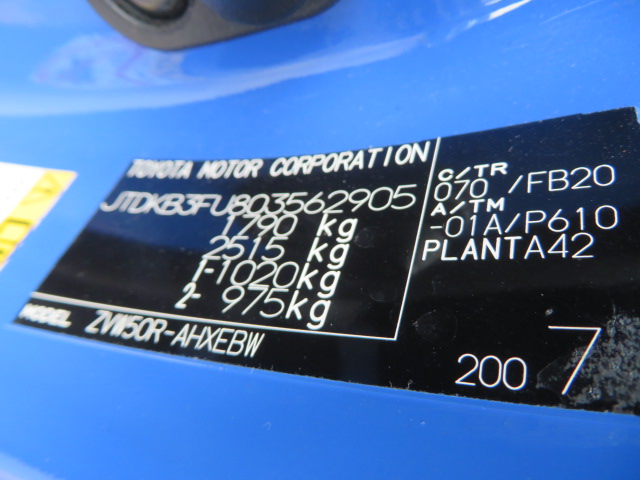 TOYOTA MOTOR CORPORATION
JTDKB3FU803562905
1790 kg
2515 kg
1-1020kg
2- 975kg
MODEL ZVW50R-AHXEBW
C/TR
070 /FB20
A/TM
-01A/P610
PLANTA42
200 7